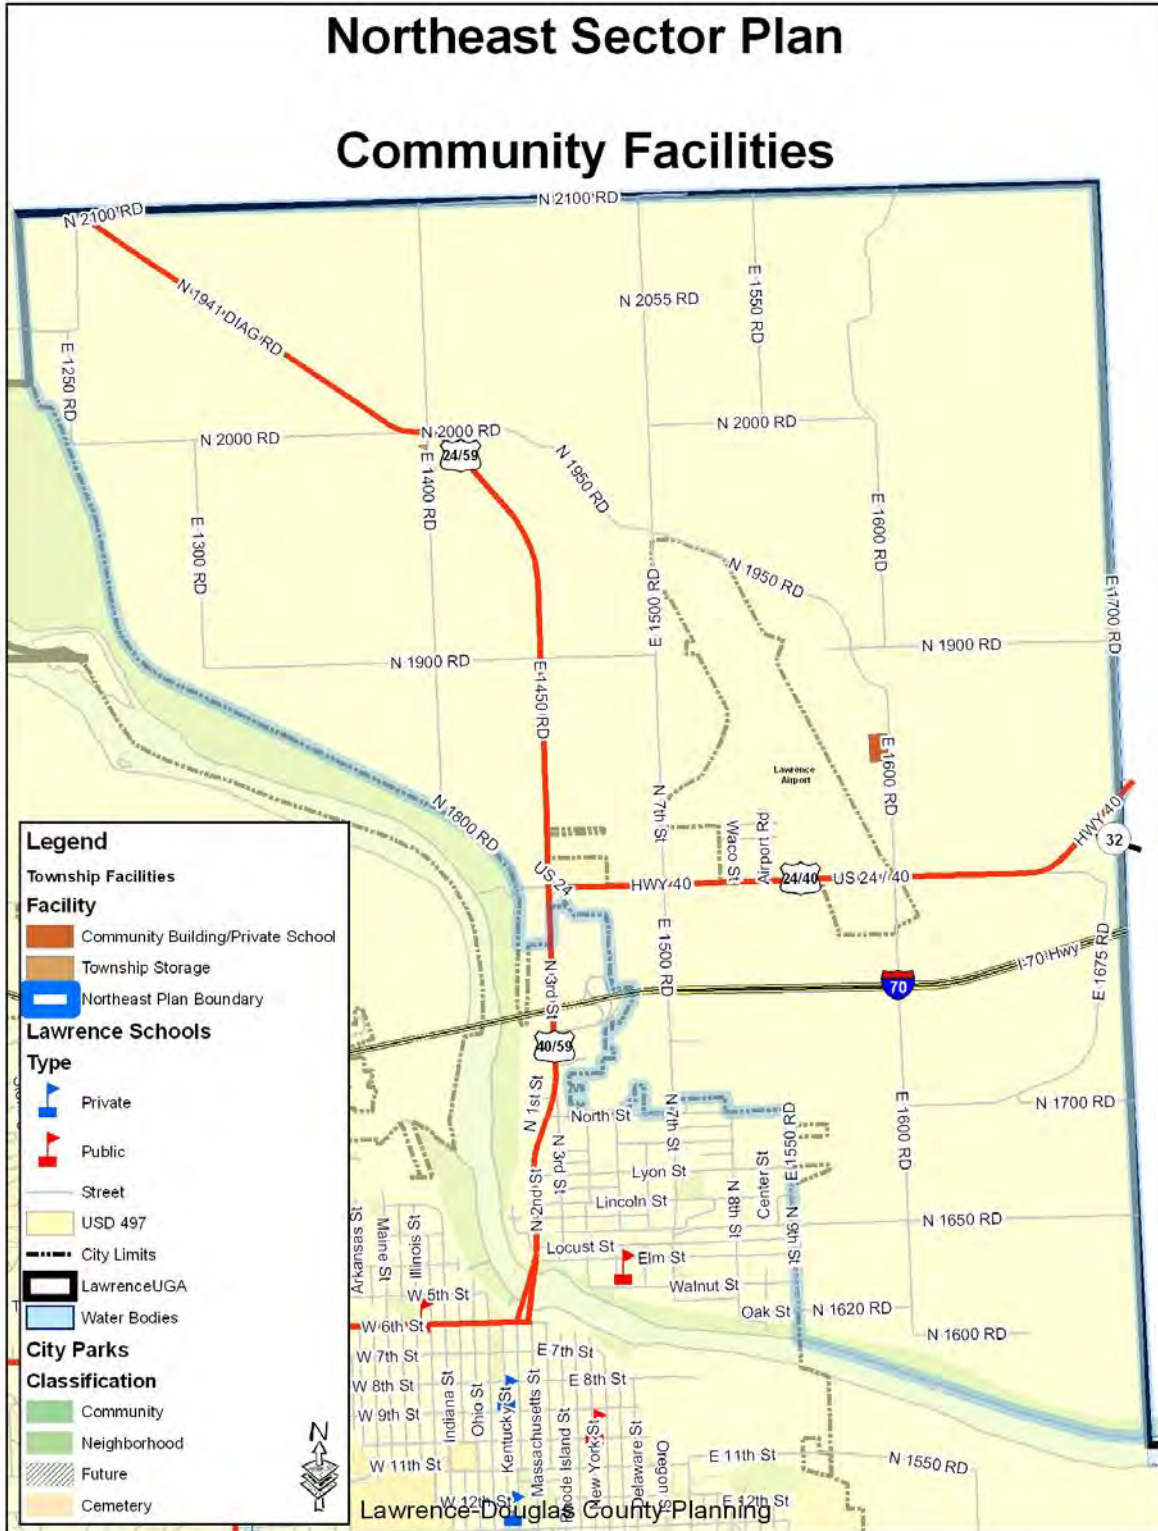 Northeast Sector Plan
Community Facilities
N 2100 RD
N 2100 RD
N 1941 DIAG RD
N 2055 RD
E 1550 RD
E 1250 RD
N 2000 RD
N 2000 RD
N 2000 RD
24/59
E 1400 RD
N 1950 RD
E 1300 RD
E 1600 RD
N 1950 RD
E 1500 RD
E 1700 RD
N 1900 RD
N 1900 RD
E 1450 RD
E 1600 RD
Lawrence
Airport
N 1800 RD
N 7th St
Waco St
Airport Rd
HWY 40
32
US 24
HWY 40
24/40
US 24 / 40
E 1500 RD
N 3rd St
I-70 Hwy
E 1675 RD
70
40/59
N 1st St
North St
N 7th St
E 1550 RD
E 1600 RD
N 1700 RD
N 3rd St
Lyon St
Center St
N 2nd St
Lincoln St
N 8th St
N 9th St
N 1650 RD
Locust St
Elm St
Walnut St
Oak St
N 1620 RD
N 1600 RD
Arkansas St
Maine St
Illinois St
W 5th St
W 6th St
W 7th St
E 7th St
W 8th St
E 8th St
W 9th St
Indiana St
Ohio St
Kentucky St
Massachusetts St
New York St
Delaware St
Oregon St
W 11th St
E 11th St
N 1550 RD
W 12th St
E 12th St
Legend
Township Facilities
Facility
Community Building/Private School
Township Storage
Northeast Plan Boundary
Lawrence Schools
Type
Private
Public
Street
USD 497
City Limits
LawrenceUGA
Water Bodies
City Parks
Classification
Community
Neighborhood
Future
Cemetery
N
Lawrence-Douglas County Planning